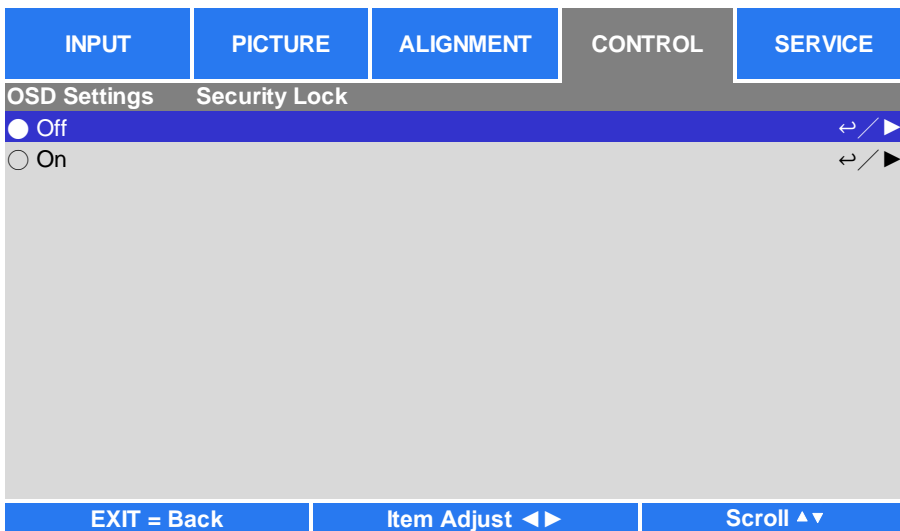 INPUT PICTURE ALIGNMENT CONTROL SERVICE
OSD Settings Security Lock
Off ↩/▶
On ↩/▶
EXIT = Back Item Adjust ◀▶ Scroll ▲▼